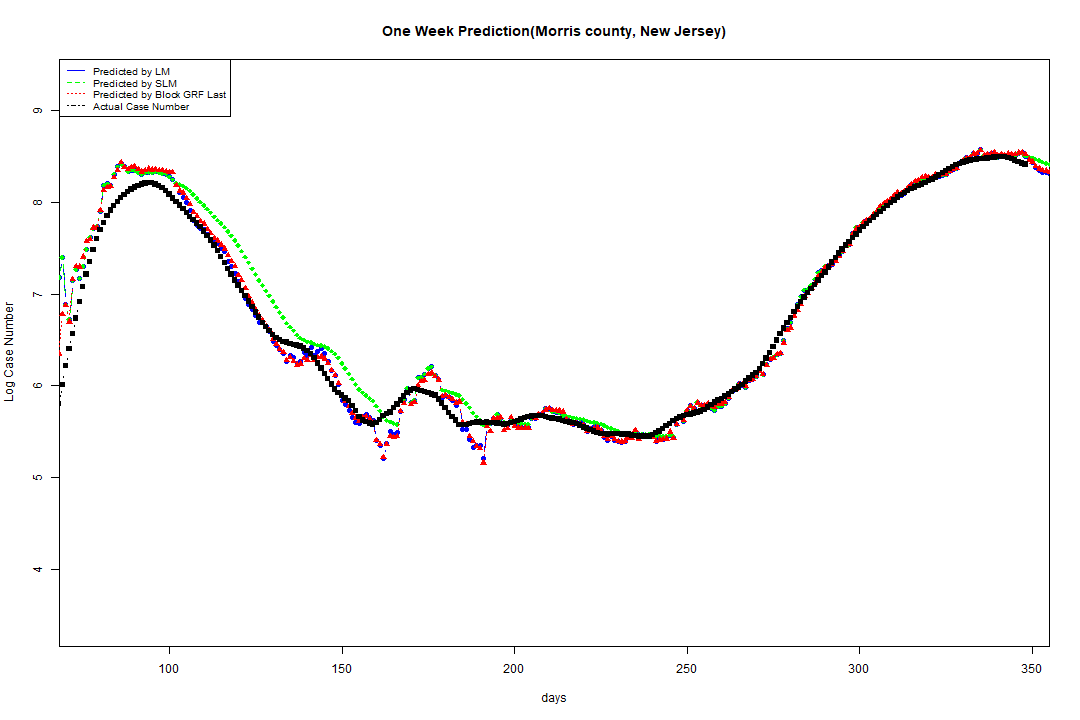 One Week Prediction(Morris county, New Jersey)
Predicted by LM
Predicted by SLM
Predicted by Block GRF Last
Actual Case Number
9
8
7
6
5
4
Log Case Number
100 150 200 250 300 350
days